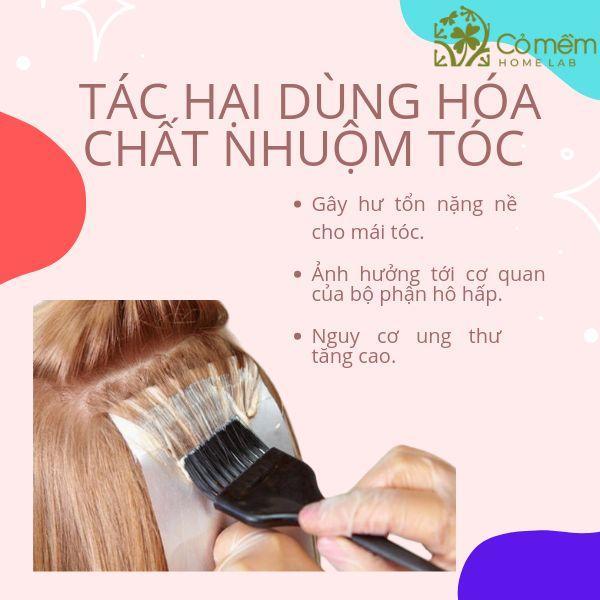 Cỏ mềm
HOME LAB
TÁC HẠI DÙNG HÓA
CHẤT NHUỘM TÓC
• Gây hư tổn nặng nề
cho mái tóc.
• Ảnh hưởng tới cơ quan
của bộ phận hô hấp.
• Nguy cơ ung thư
tăng cao.